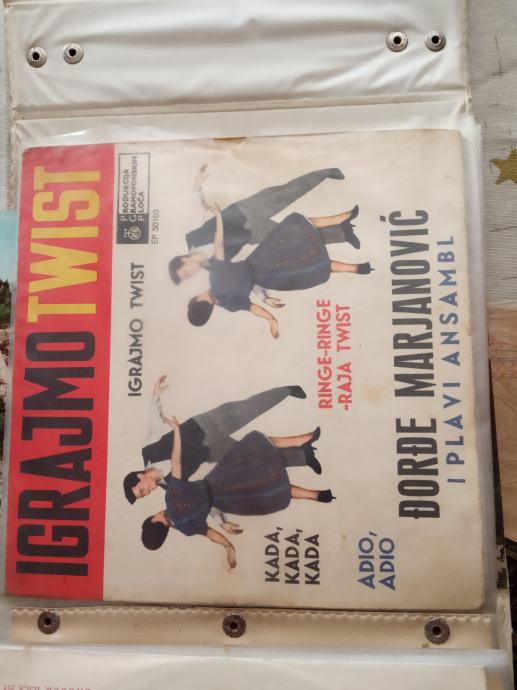 IGRAJMO TWIST
PRODUKCIJA
GRAMOFONSKIH
PLOČA
EP 50103
IGRAJMO TWIST
RINGE-RINGE
-RAJA TWIST
KADA,
KADA,
KADA
ADIO,
ADIO
ĐORĐE MARJANOVIĆ
I PLAVI ANSAMBL